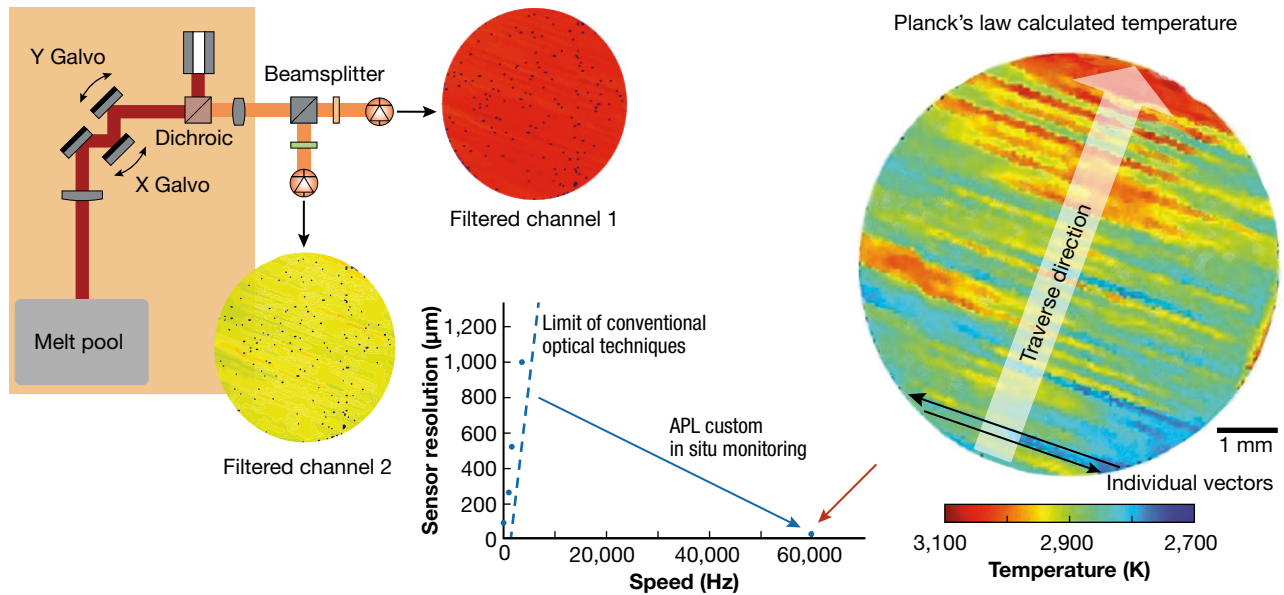 Y Galvo
Beamsplitter
Dichroic
X Galvo
Melt pool
Filtered channel 1
Filtered channel 2
Sensor resolution (µm)
1,200
1,000
800
600
400
200
0
0
20,000
40,000
60,000
Speed (Hz)
Limit of conventional
optical techniques
APL custom
in situ monitoring
Planck’s law calculated temperature
Traverse direction
1 mm
Individual vectors
3,100
2,900
2,700
Temperature (K)